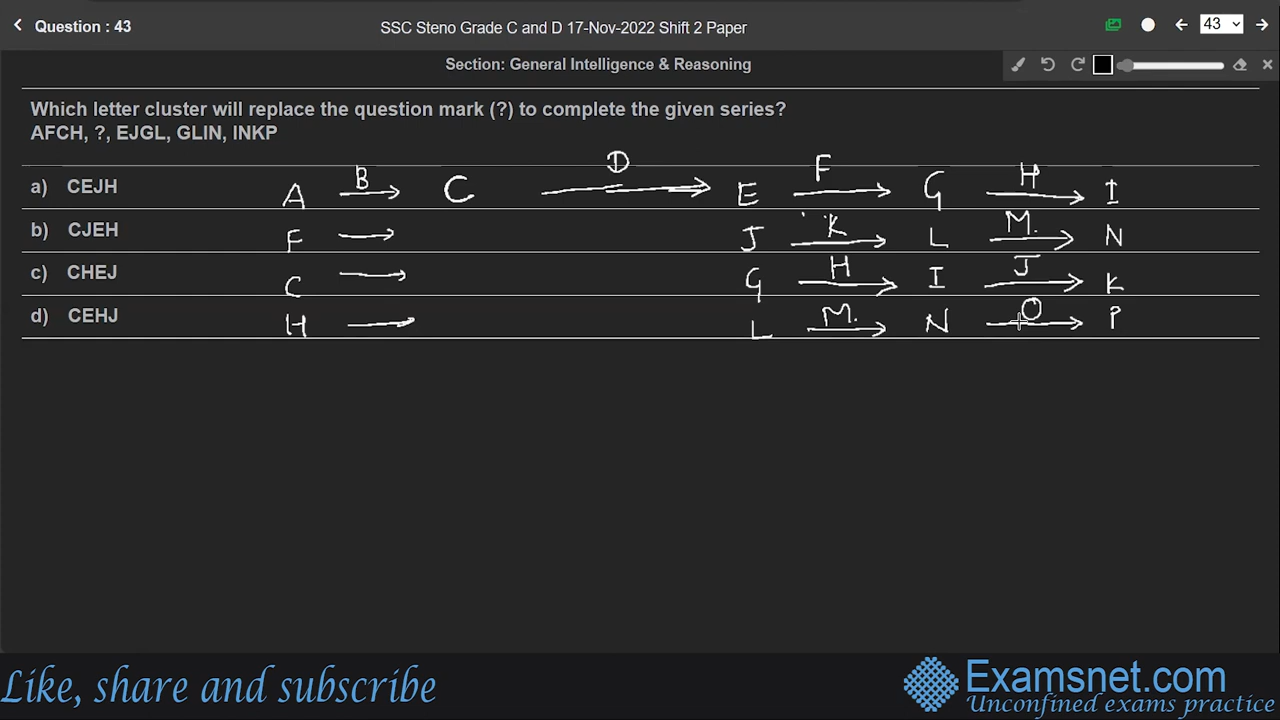 Question : 43
SSC Steno Grade C and D 17-Nov-2022 Shift 2 Paper
43
Section: General Intelligence & Reasoning
Which letter cluster will replace the question mark (?) to complete the given series?
AFCH, ?, EJGL, GLIN, INKP
a) CEJH
A B C D E F G H I
b) CJEH
F J K L M. N
c) CHEJ
C G H I J K
d) CEHJ
H L M. N O P
Like, share and subscribe
Examsnet.com
Unconfined exams practice